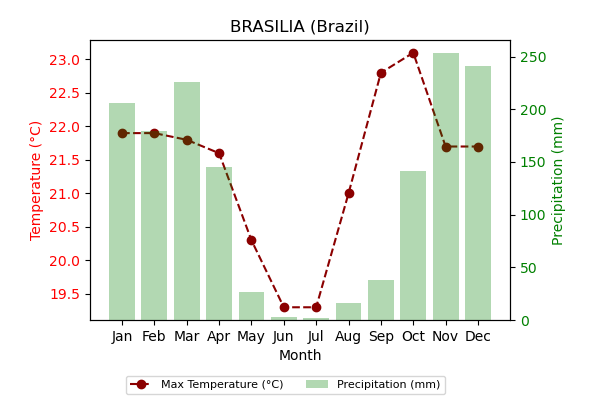 BRASILIA (Brazil)
23.0
22.5
22.0
21.5
21.0
20.5
20.0
19.5
Temperature (°C)
250
200
150
100
50
0
Precipitation (mm)
Jan Feb Mar Apr May Jun Jul Aug Sep Oct Nov Dec
Month
Max Temperature (°C) Precipitation (mm)